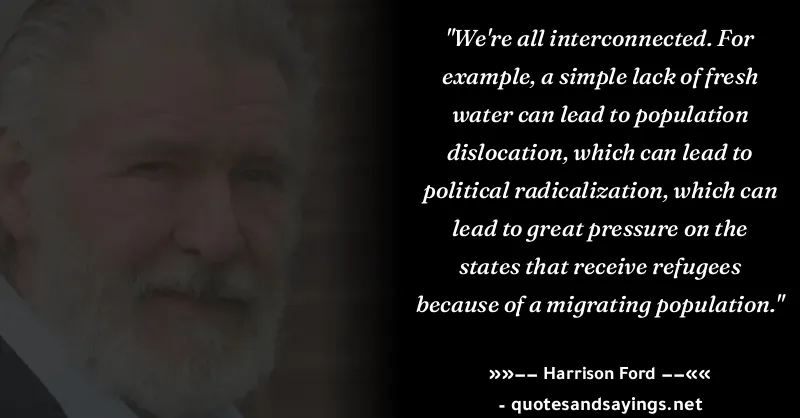 "We're all interconnected. For
example, a simple lack of fresh
water can lead to population
dislocation, which can lead to
political radicalization, which can
lead to great pressure on the
states that receive refugees
because of a migrating population."
»»–– Harrison Ford ––««
- quotesandsayings.net